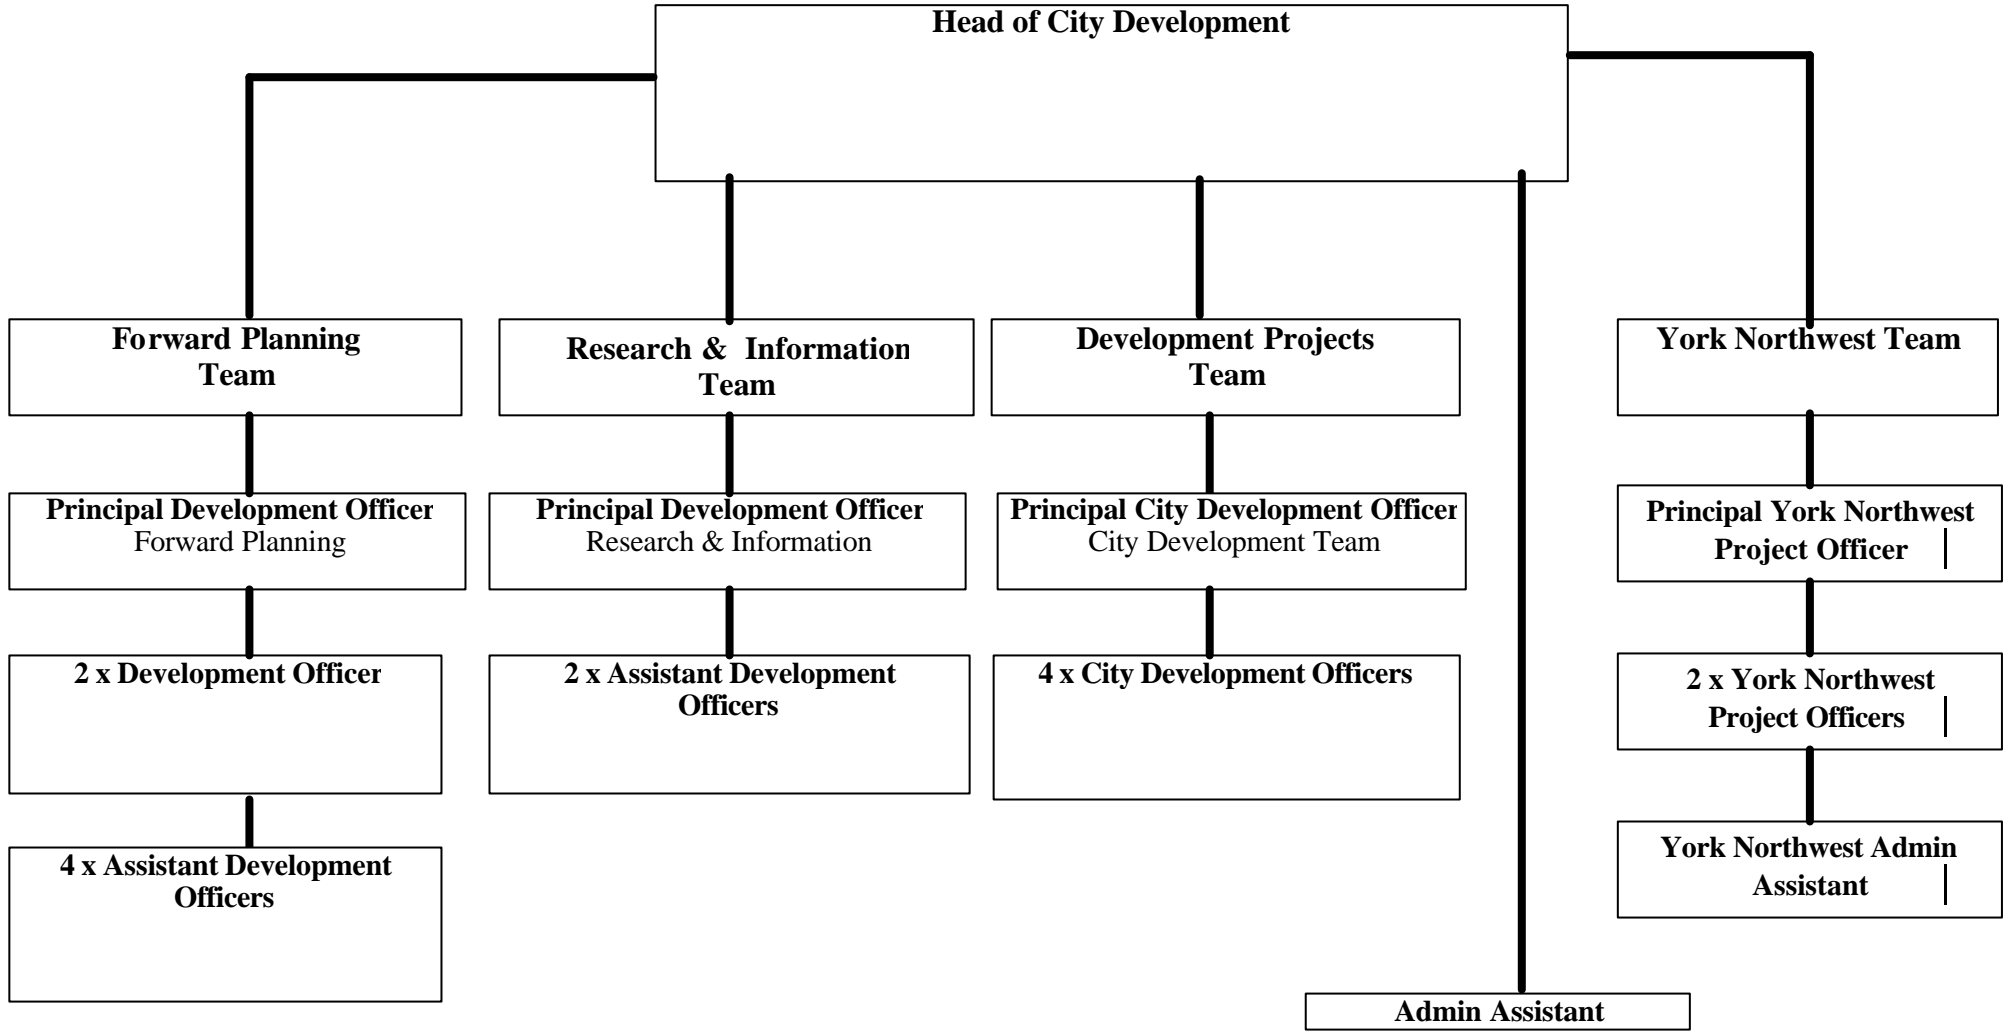 Head of City Development
Forward Planning
Team
Research & Information
Team
Development Projects
Team
York Northwest Team
Principal Development Officer
Forward Planning
Principal Development Officer
Research & Information
Principal City Development Officer
City Development Team
Principal York Northwest
Project Officer
2 x Development Officer
2 x Assistant Development
Officers
4 x City Development Officers
2 x York Northwest
Project Officers
4 x Assistant Development
Officers
York Northwest Admin
Assistant
Admin Assistant